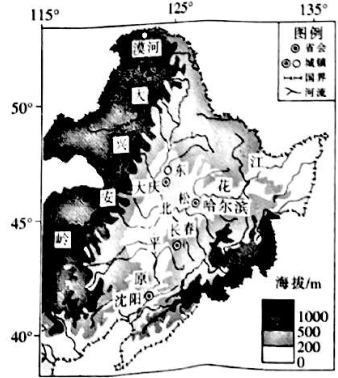 115° 125° 135°
漠河
图例
省会
城镇
国界
河流
50°
大
兴
安
岭
东
北
平
原
大庆
松
花
江
哈尔滨
45°
长春
沈阳
40°
海拔/m
1000
500
200
0